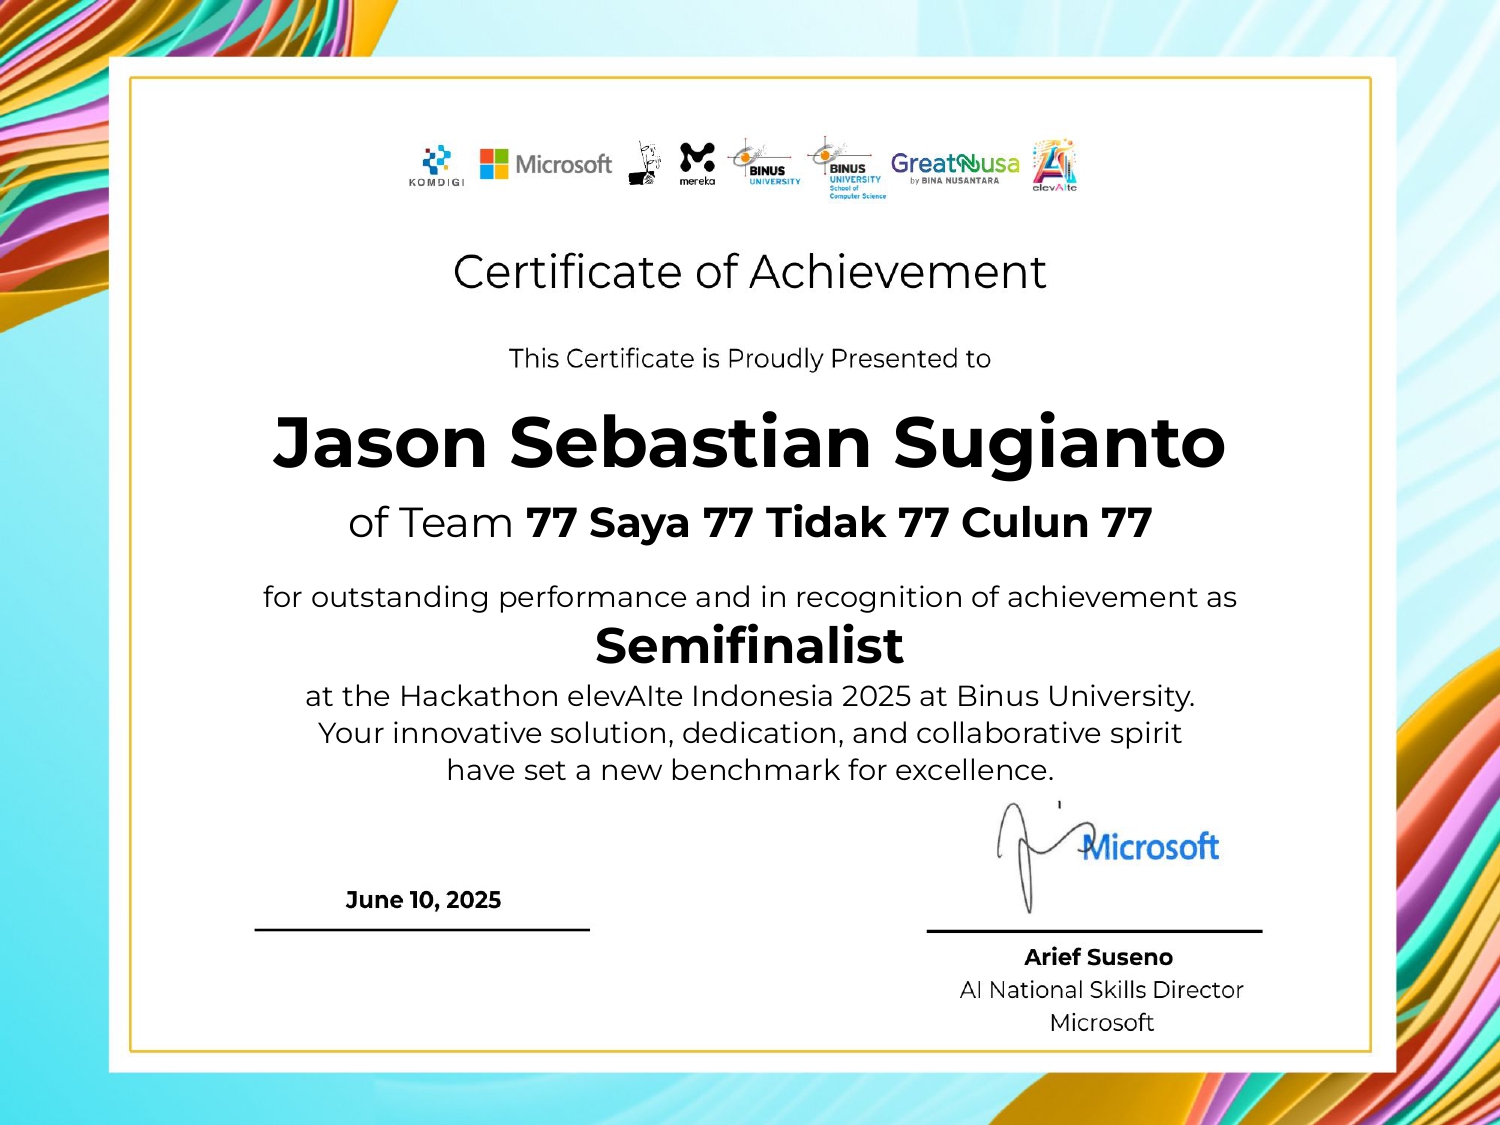 KOMDIGI
Microsoft
mereka
BINUS
UNIVERSITY
BINUS
UNIVERSITY
School of
Computer Science
GreatNusa
by BINA NUSANTARA
elevAIte
Certificate of Achievement
This Certificate is Proudly Presented to
Jason Sebastian Sugianto
of Team 77 Saya 77 Tidak 77 Culun 77
for outstanding performance and in recognition of achievement as
Semifinalist
at the Hackathon elevAIte Indonesia 2025 at Binus University.
Your innovative solution, dedication, and collaborative spirit
have set a new benchmark for excellence.
Microsoft
June 10, 2025
Arief Suseno
AI National Skills Director
Microsoft